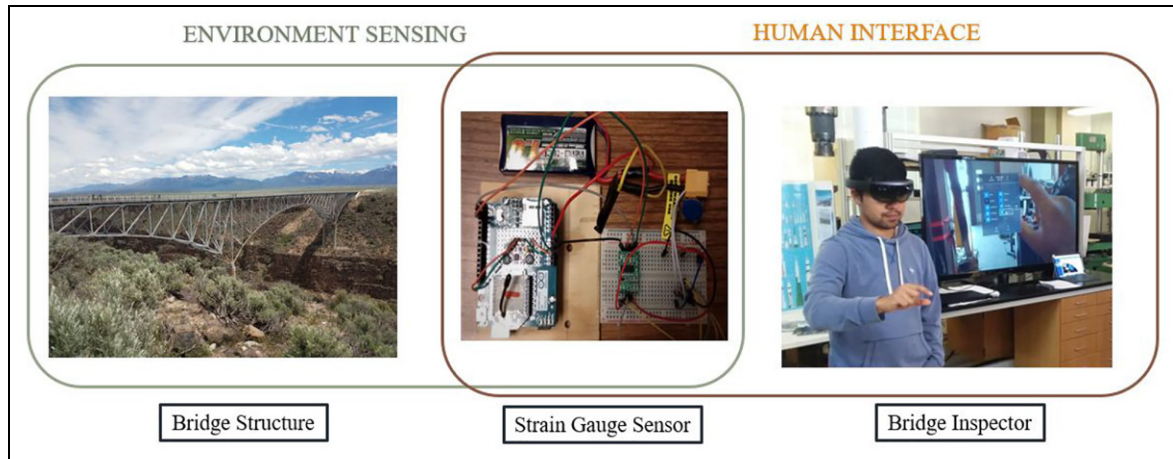 ENVIRONMENT SENSING
HUMAN INTERFACE
Bridge Structure
Strain Gauge Sensor
Bridge Inspector